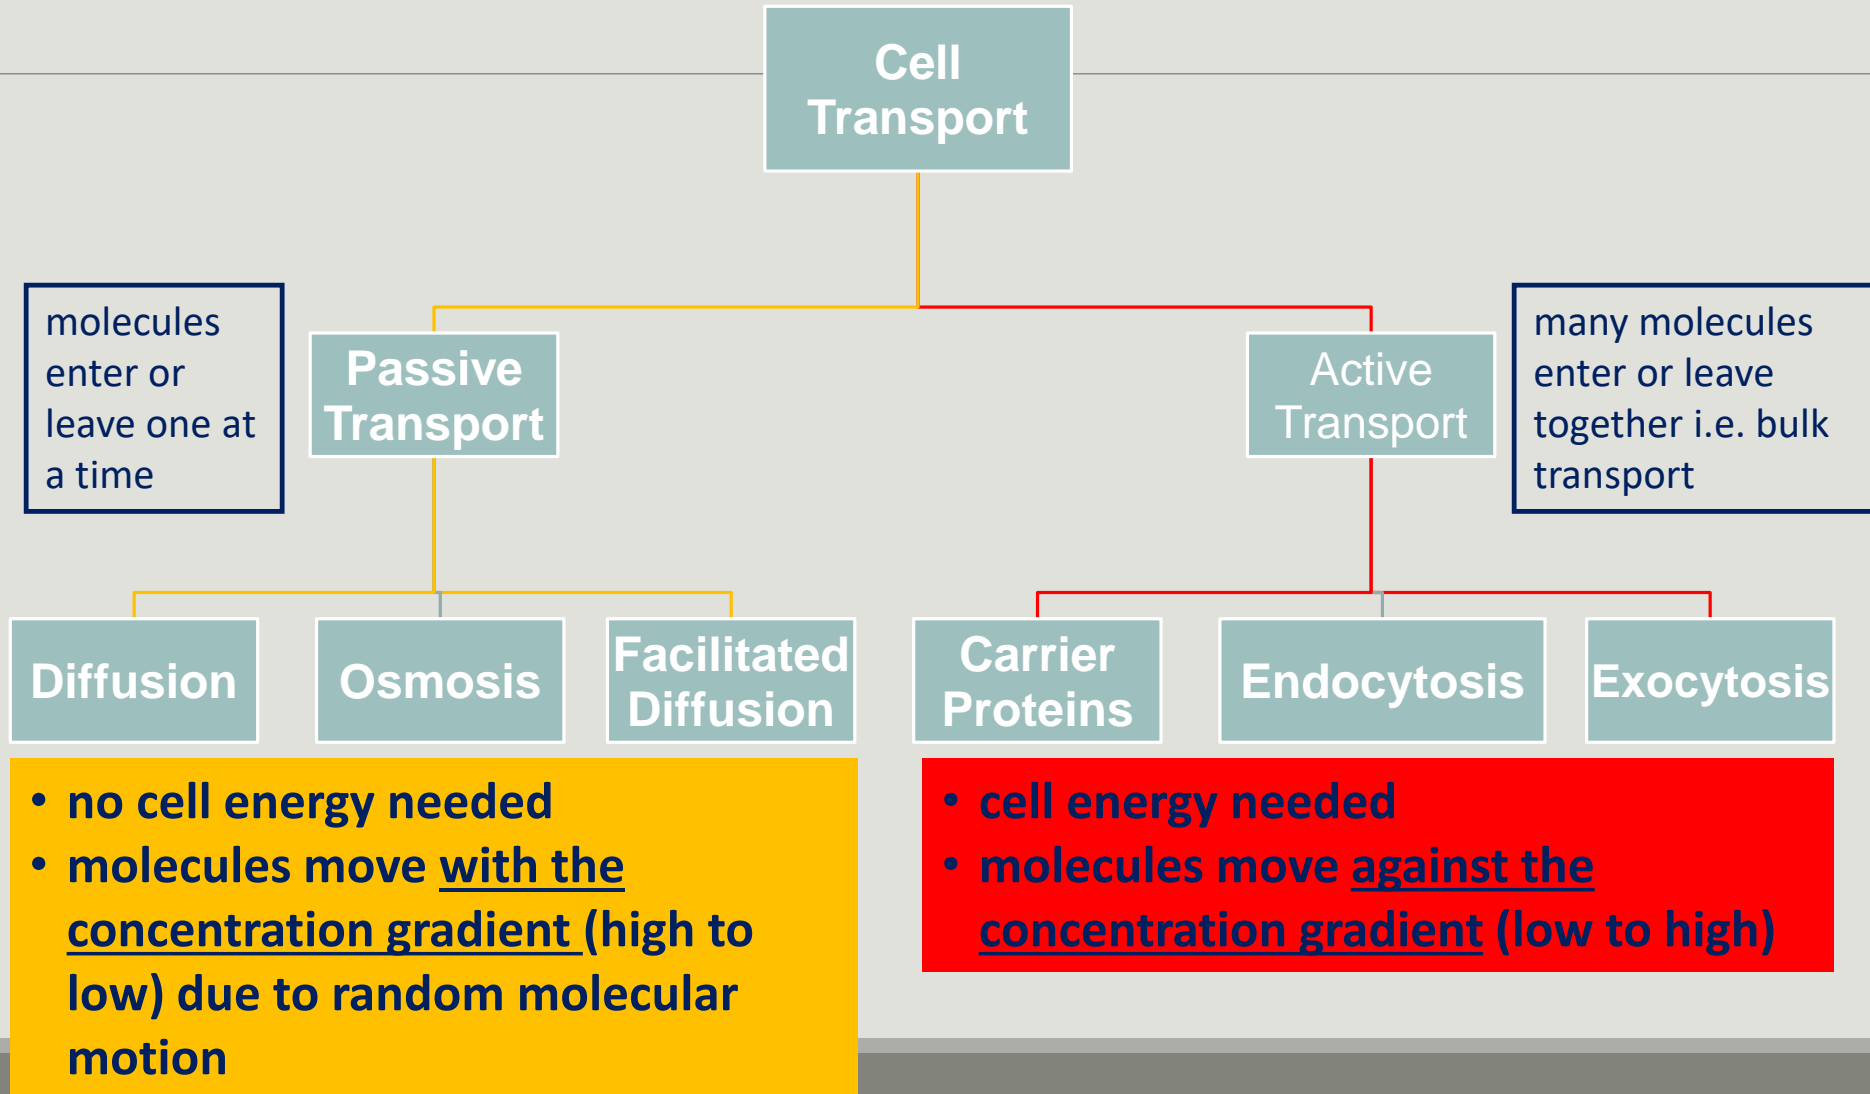 Cell
Transport
molecules
enter or
leave one at
a time
Passive
Transport
Active
Transport
many molecules
enter or leave
together i.e. bulk
transport
Diffusion
Osmosis
Facilitated
Diffusion
Carrier
Proteins
Endocytosis
Exocytosis
• no cell energy needed
• molecules move with the
concentration gradient (high to
low) due to random molecular
motion
• cell energy needed
• molecules move against the
concentration gradient (low to high)